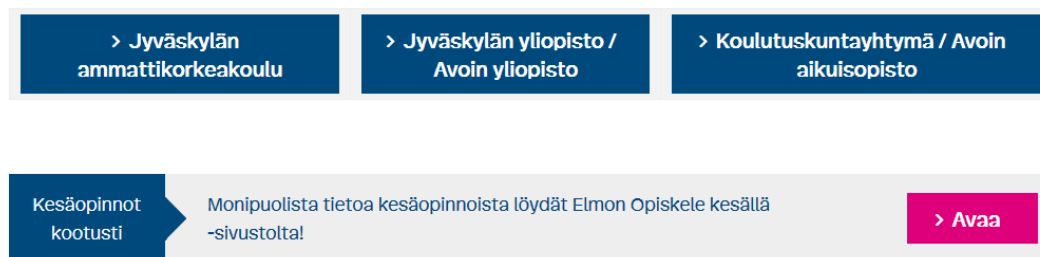 > Jyväskylän
ammattikorkeakoulu
> Jyväskylän yliopisto /
Avoin yliopisto
> Koulutuskuntayhtymä / Avoin
aikuisopisto
Kesäopinnot
kootusti
Monipuolista tietoa kesäopinnoista löydät Elmon Opiskele kesällä
-sivustolta!
> Avaa